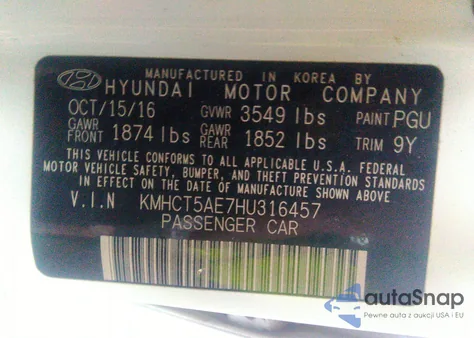 MANUFACTURED IN KOREA BY
HYUNDAI MOTOR COMPANY
OCT/15/16 GVWR 3549 lbs PAINT PGU
GAWR FRONT 1874 lbs GAWR REAR 1852 lbs TRIM 9Y
THIS VEHICLE CONFORMS TO ALL APPLICABLE U.S.A. FEDERAL
MOTOR VEHICLE SAFETY, BUMPER, AND THEFT PREVENTION STANDARDS
IN EFFECT ON THE DATE OF MANUFACTURE SHOWN ABOVE.
V.I.N KMHCT5AE7HU316457
PASSENGER CAR
autaSnap
Pewne auta z aukcji USA i EU